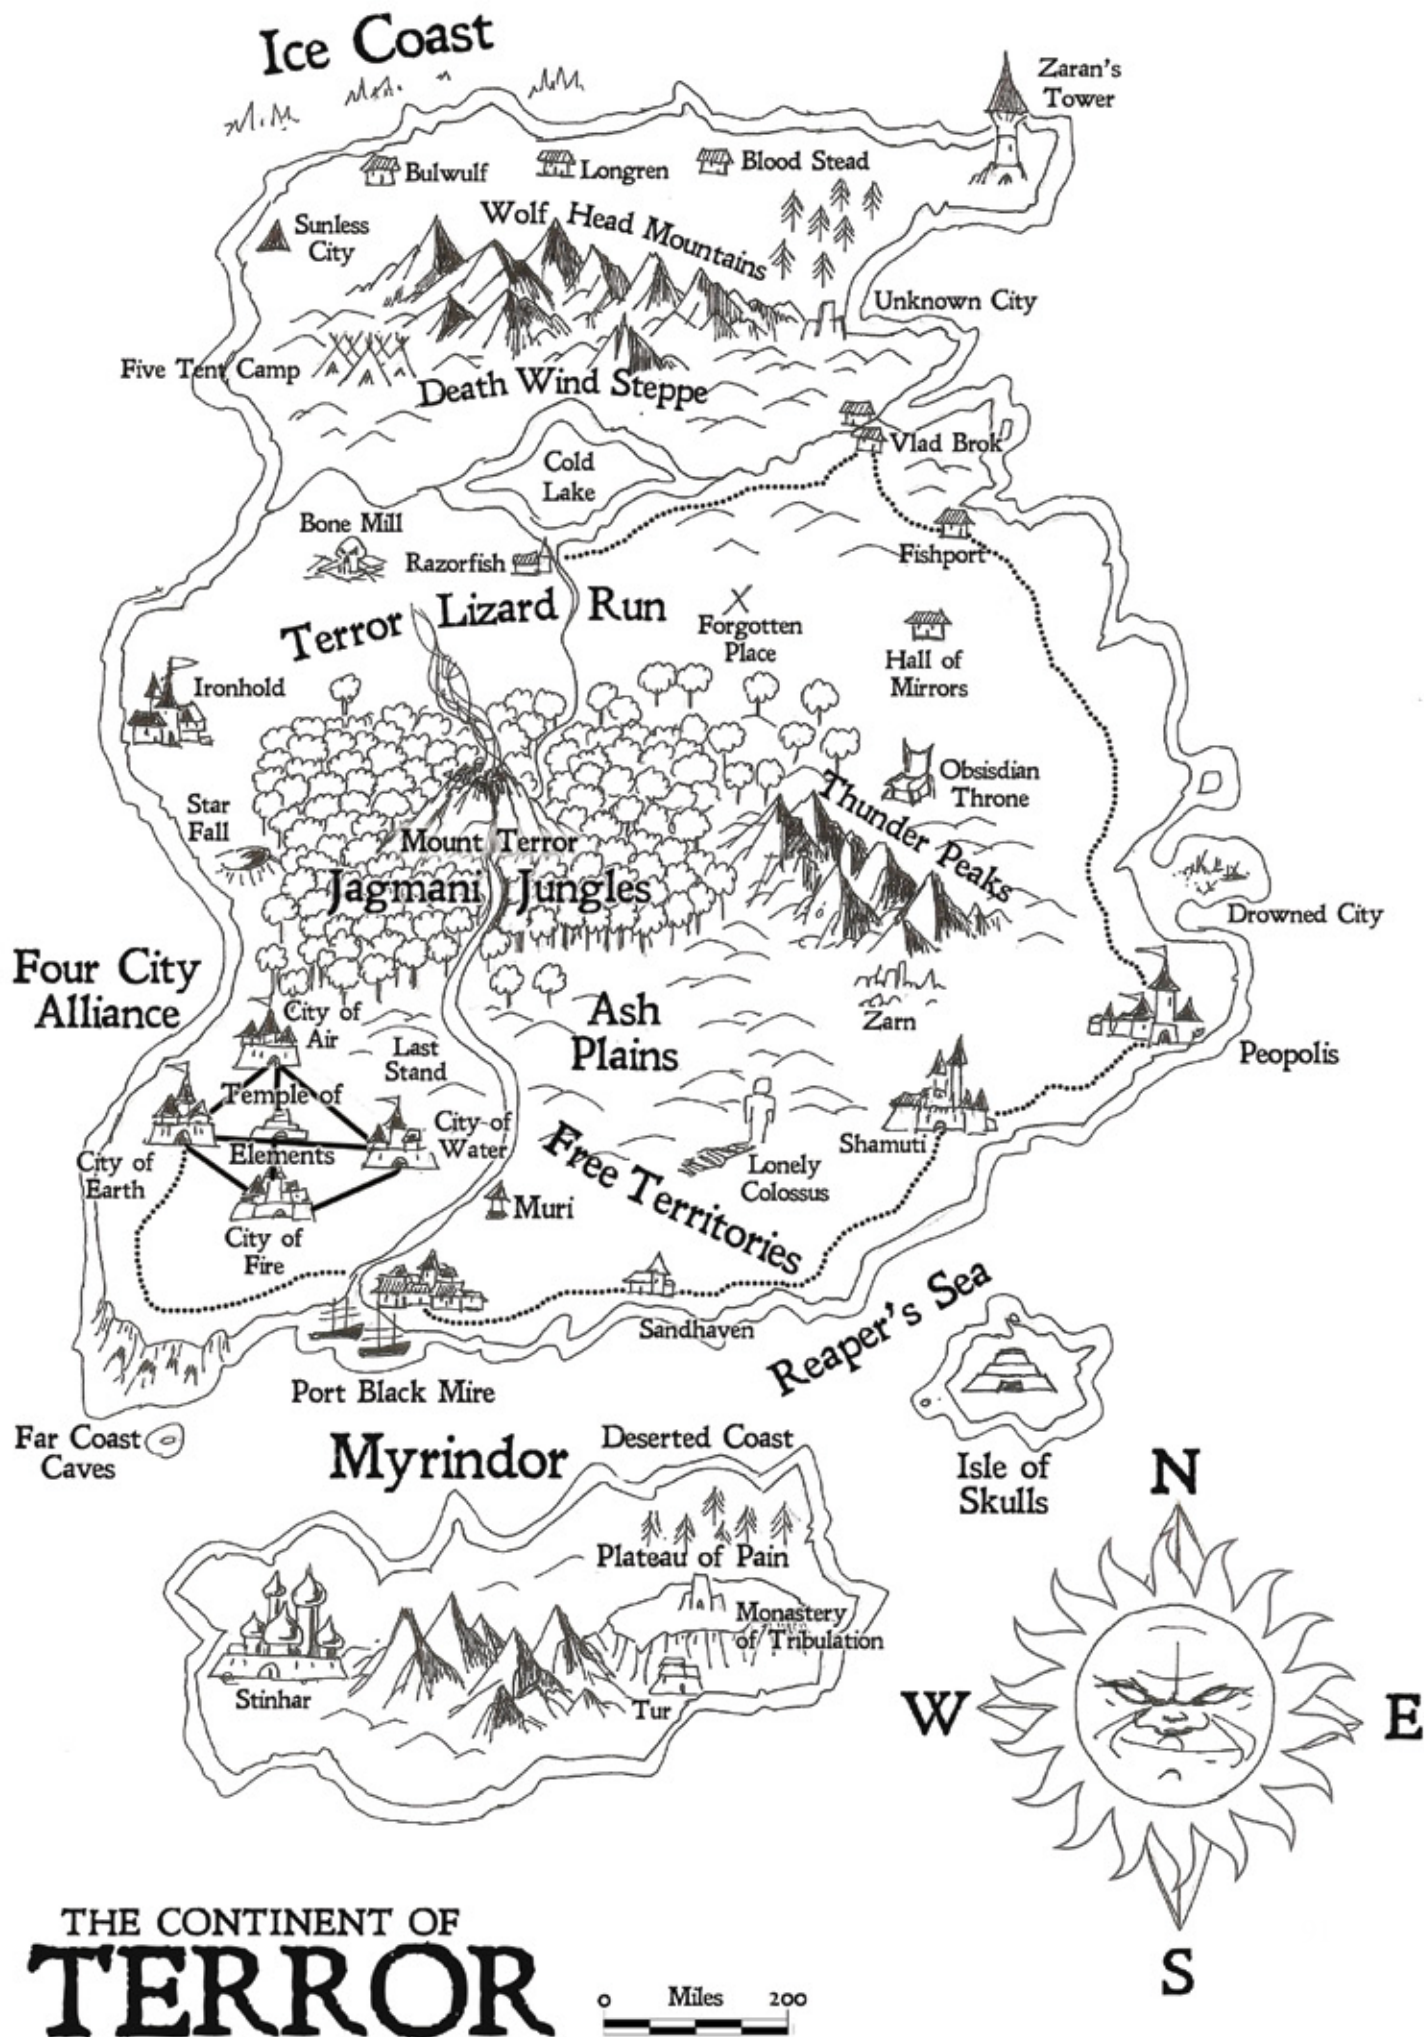 Ice Coast
Zaran's
Tower
Bulwulf
Longren
Blood Stead
Sunless
City
Wolf Head Mountains
Unknown City
Five Tent Camp
Death Wind Steppe
Vlad Brok
Cold
Lake
Bone Mill
Razorfish
Fishport
Terror Lizard Run
Forgotten
Place
Hall of
Mirrors
Ironhold
Obsisdian
Throne
Star
Fall
Thunder Peaks
Mount Terror
Jagmani Jungles
Drowned City
Four City
Alliance
City of
Air
Ash
Plains
Zarn
Last
Stand
Peopolis
Temple of
Elements
City of
Water
City of
Earth
Shamuti
Free Territories
Lonely
Colossus
Muri
City of
Fire
Sandhaven
Reaper's Sea
Port Black Mire
Far Coast
Caves
Myrindor
Deserted Coast
Isle of
Skulls
N
Plateau of Pain
Monastery
of Tribulation
Stinhar
Tur
W
E
S
THE CONTINENT OF
TERROR
0 Miles 200